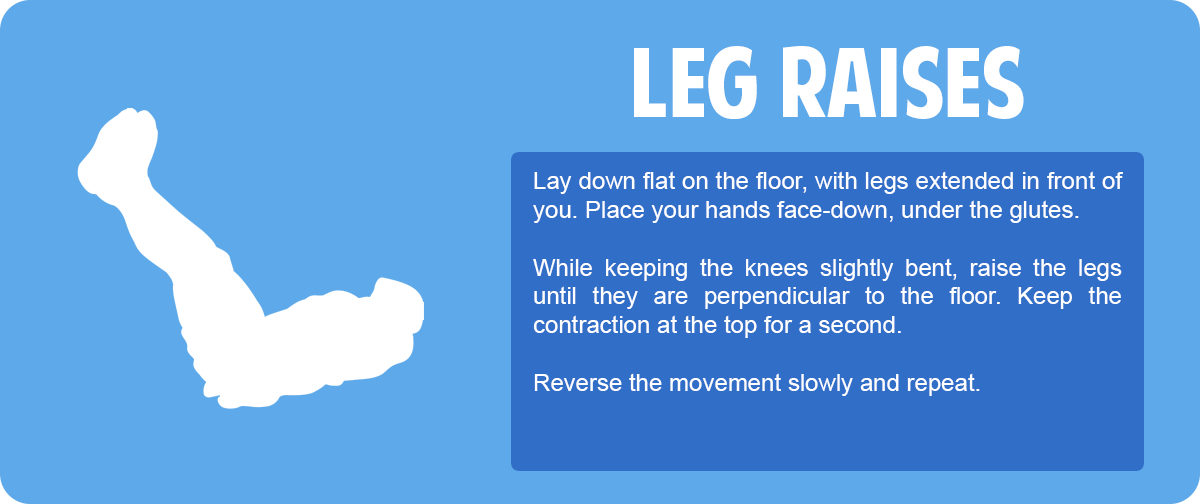 LEG RAISES
Lay down flat on the floor, with legs extended in front of
you. Place your hands face-down, under the glutes.
While keeping the knees slightly bent, raise the legs
until they are perpendicular to the floor. Keep the
contraction at the top for a second.
Reverse the movement slowly and repeat.